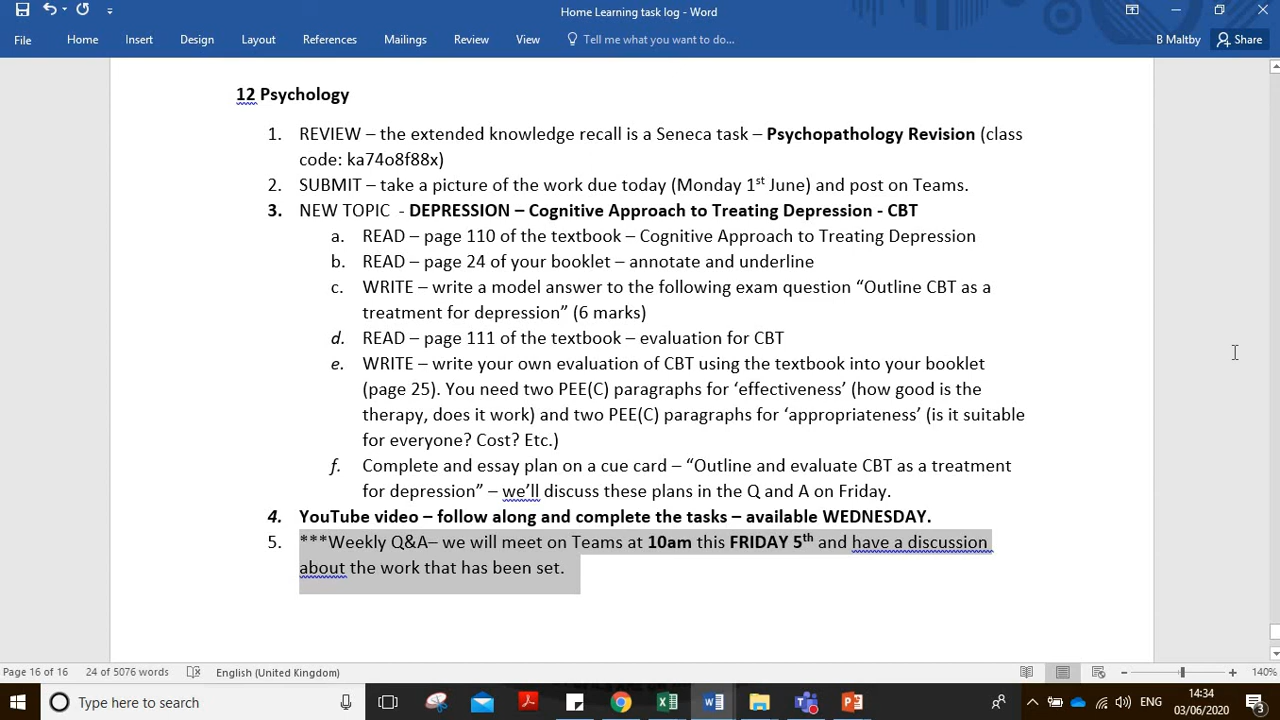 Home Learning task log - Word
B Maltby
Share
File
Home
Insert
Design
Layout
References
Mailings
Review
View
Tell me what you want to do...
12 Psychology
1. REVIEW – the extended knowledge recall is a Seneca task – Psychopathology Revision (class
code: ka74o8f88x)
2. SUBMIT – take a picture of the work due today (Monday 1st June) and post on Teams.
3. NEW TOPIC - DEPRESSION – Cognitive Approach to Treating Depression - CBT
a. READ – page 110 of the textbook – Cognitive Approach to Treating Depression
b. READ – page 24 of your booklet – annotate and underline
c. WRITE – write a model answer to the following exam question “Outline CBT as a
treatment for depression” (6 marks)
d. READ – page 111 of the textbook – evaluation for CBT
e. WRITE – write your own evaluation of CBT using the textbook into your booklet
(page 25). You need two PEE(C) paragraphs for ‘effectiveness’ (how good is the
therapy, does it work) and two PEE(C) paragraphs for ‘appropriateness’ (is it suitable
for everyone? Cost? Etc.)
f. Complete and essay plan on a cue card – “Outline and evaluate CBT as a treatment
for depression” – we’ll discuss these plans in the Q and A on Friday.
4. YouTube video – follow along and complete the tasks – available WEDNESDAY.
5. ***Weekly Q&A– we will meet on Teams at 10am this FRIDAY 5th and have a discussion
about the work that has been set.
Page 16 of 16
24 of 5076 words
English (United Kingdom)
140%
Type here to search
ENG
14:34
03/06/2020
3